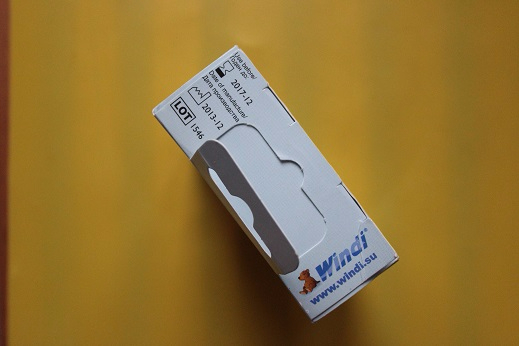 Use before/
Годен до
2017-12
Date of manufacture/
Дата производства
2013-12
LOT 1546
Windi®
www.windi.su